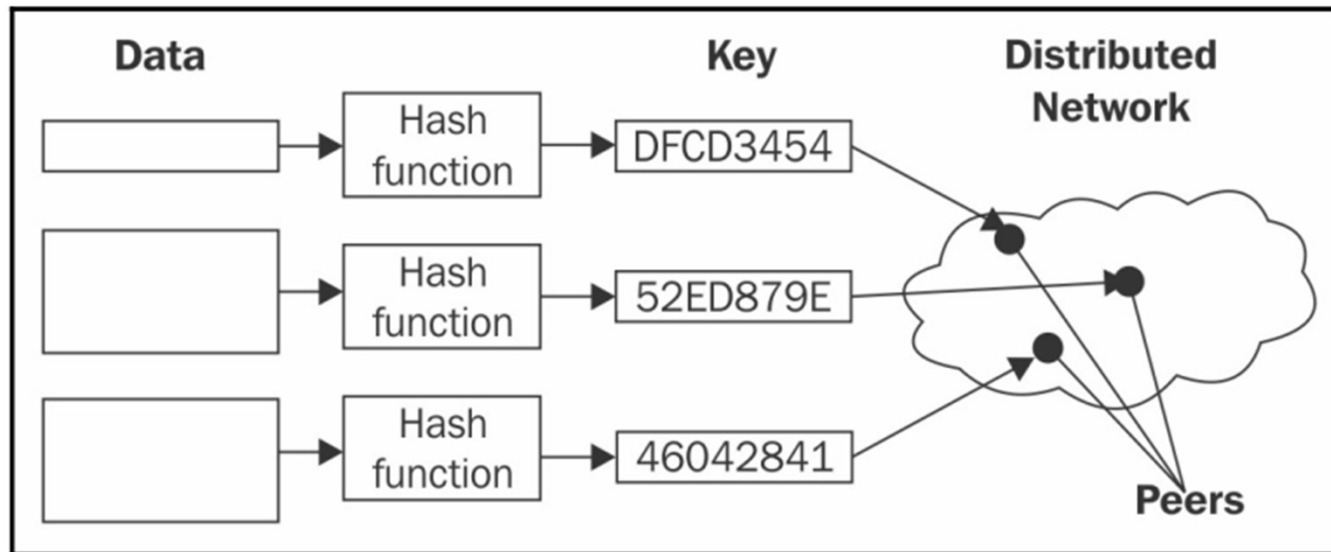 Data
Key
Distributed
Network
Hash
function
DFCD3454
Hash
function
52ED879E
Hash
function
46042841
Peers